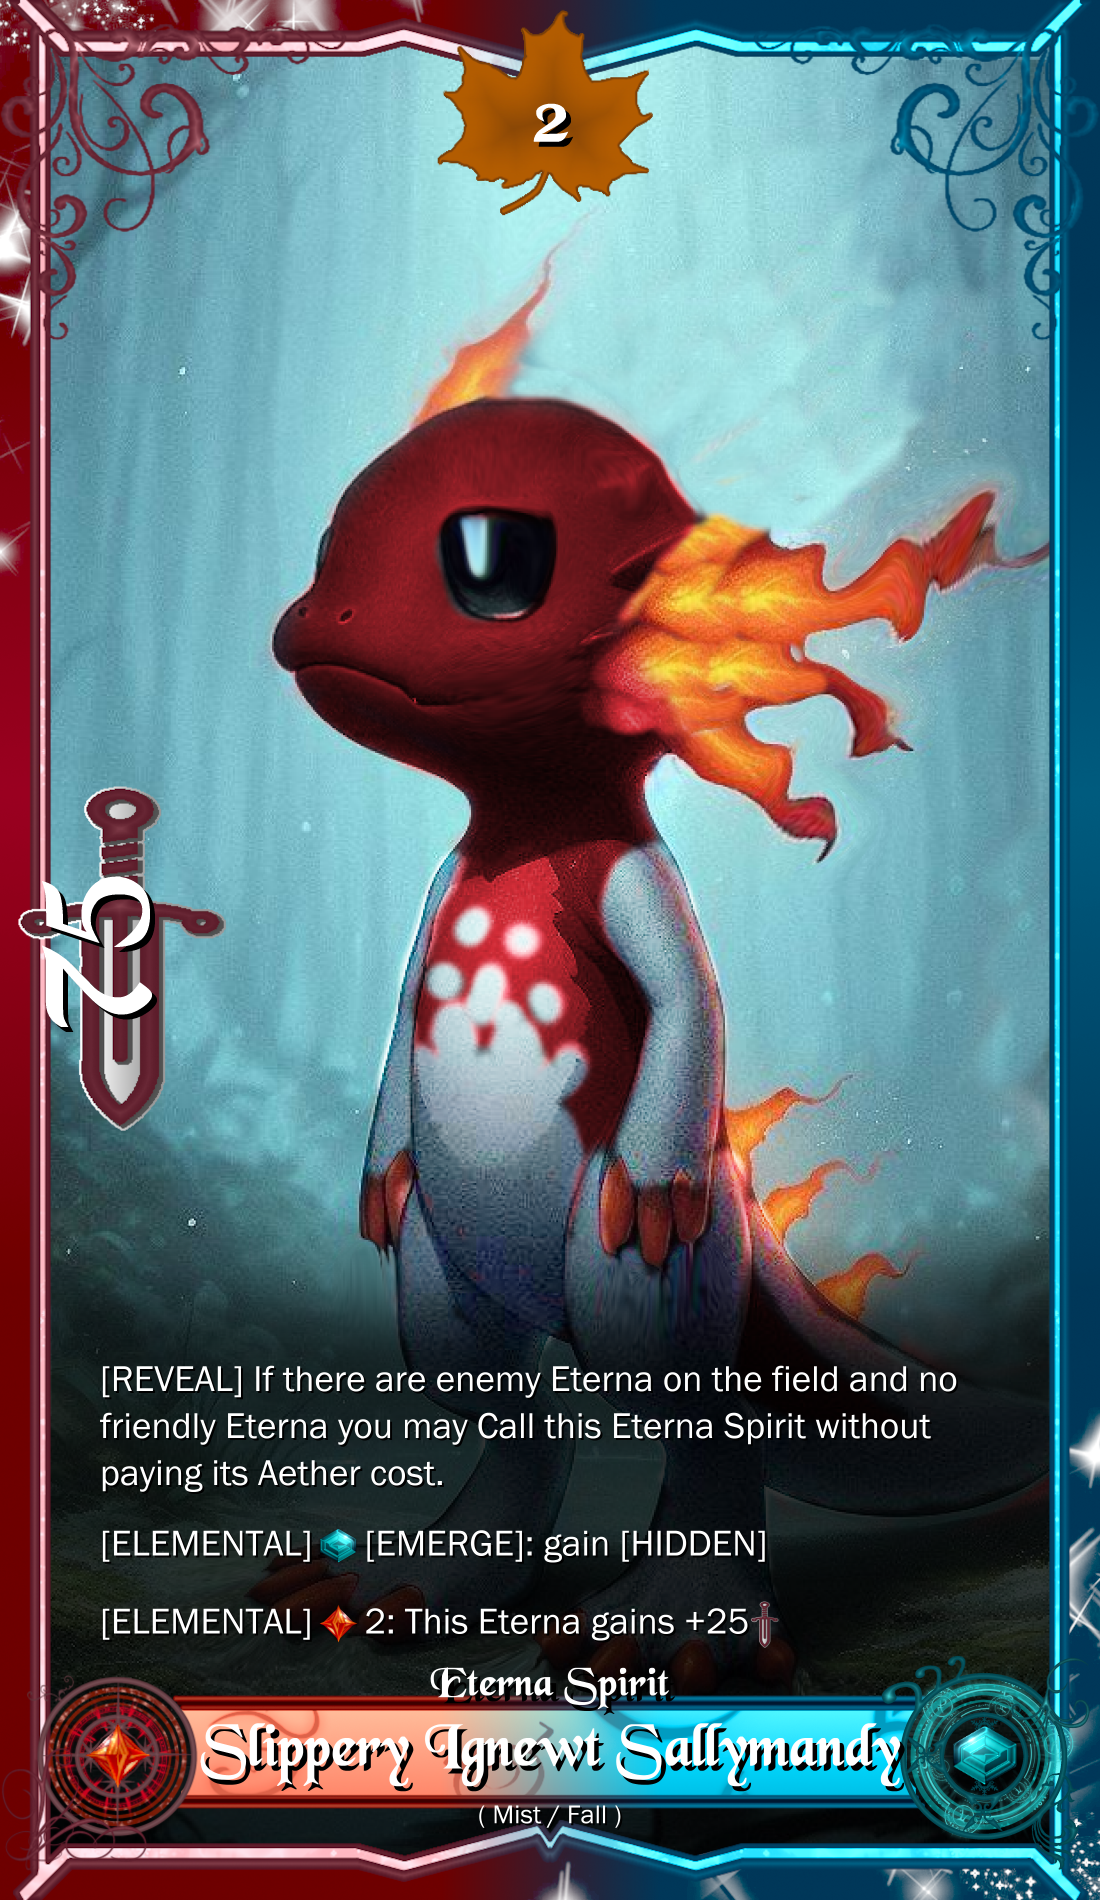 2
75
[REVEAL] If there are enemy Eterna on the field and no
friendly Eterna you may Call this Eterna Spirit without
paying its Aether cost.
[ELEMENTAL] [EMERGE]: gain [HIDDEN]
[ELEMENTAL] 2: This Eterna gains +25
Eterna Spirit
Slippery Ignewt Sallymandy
( Mist / Fall )